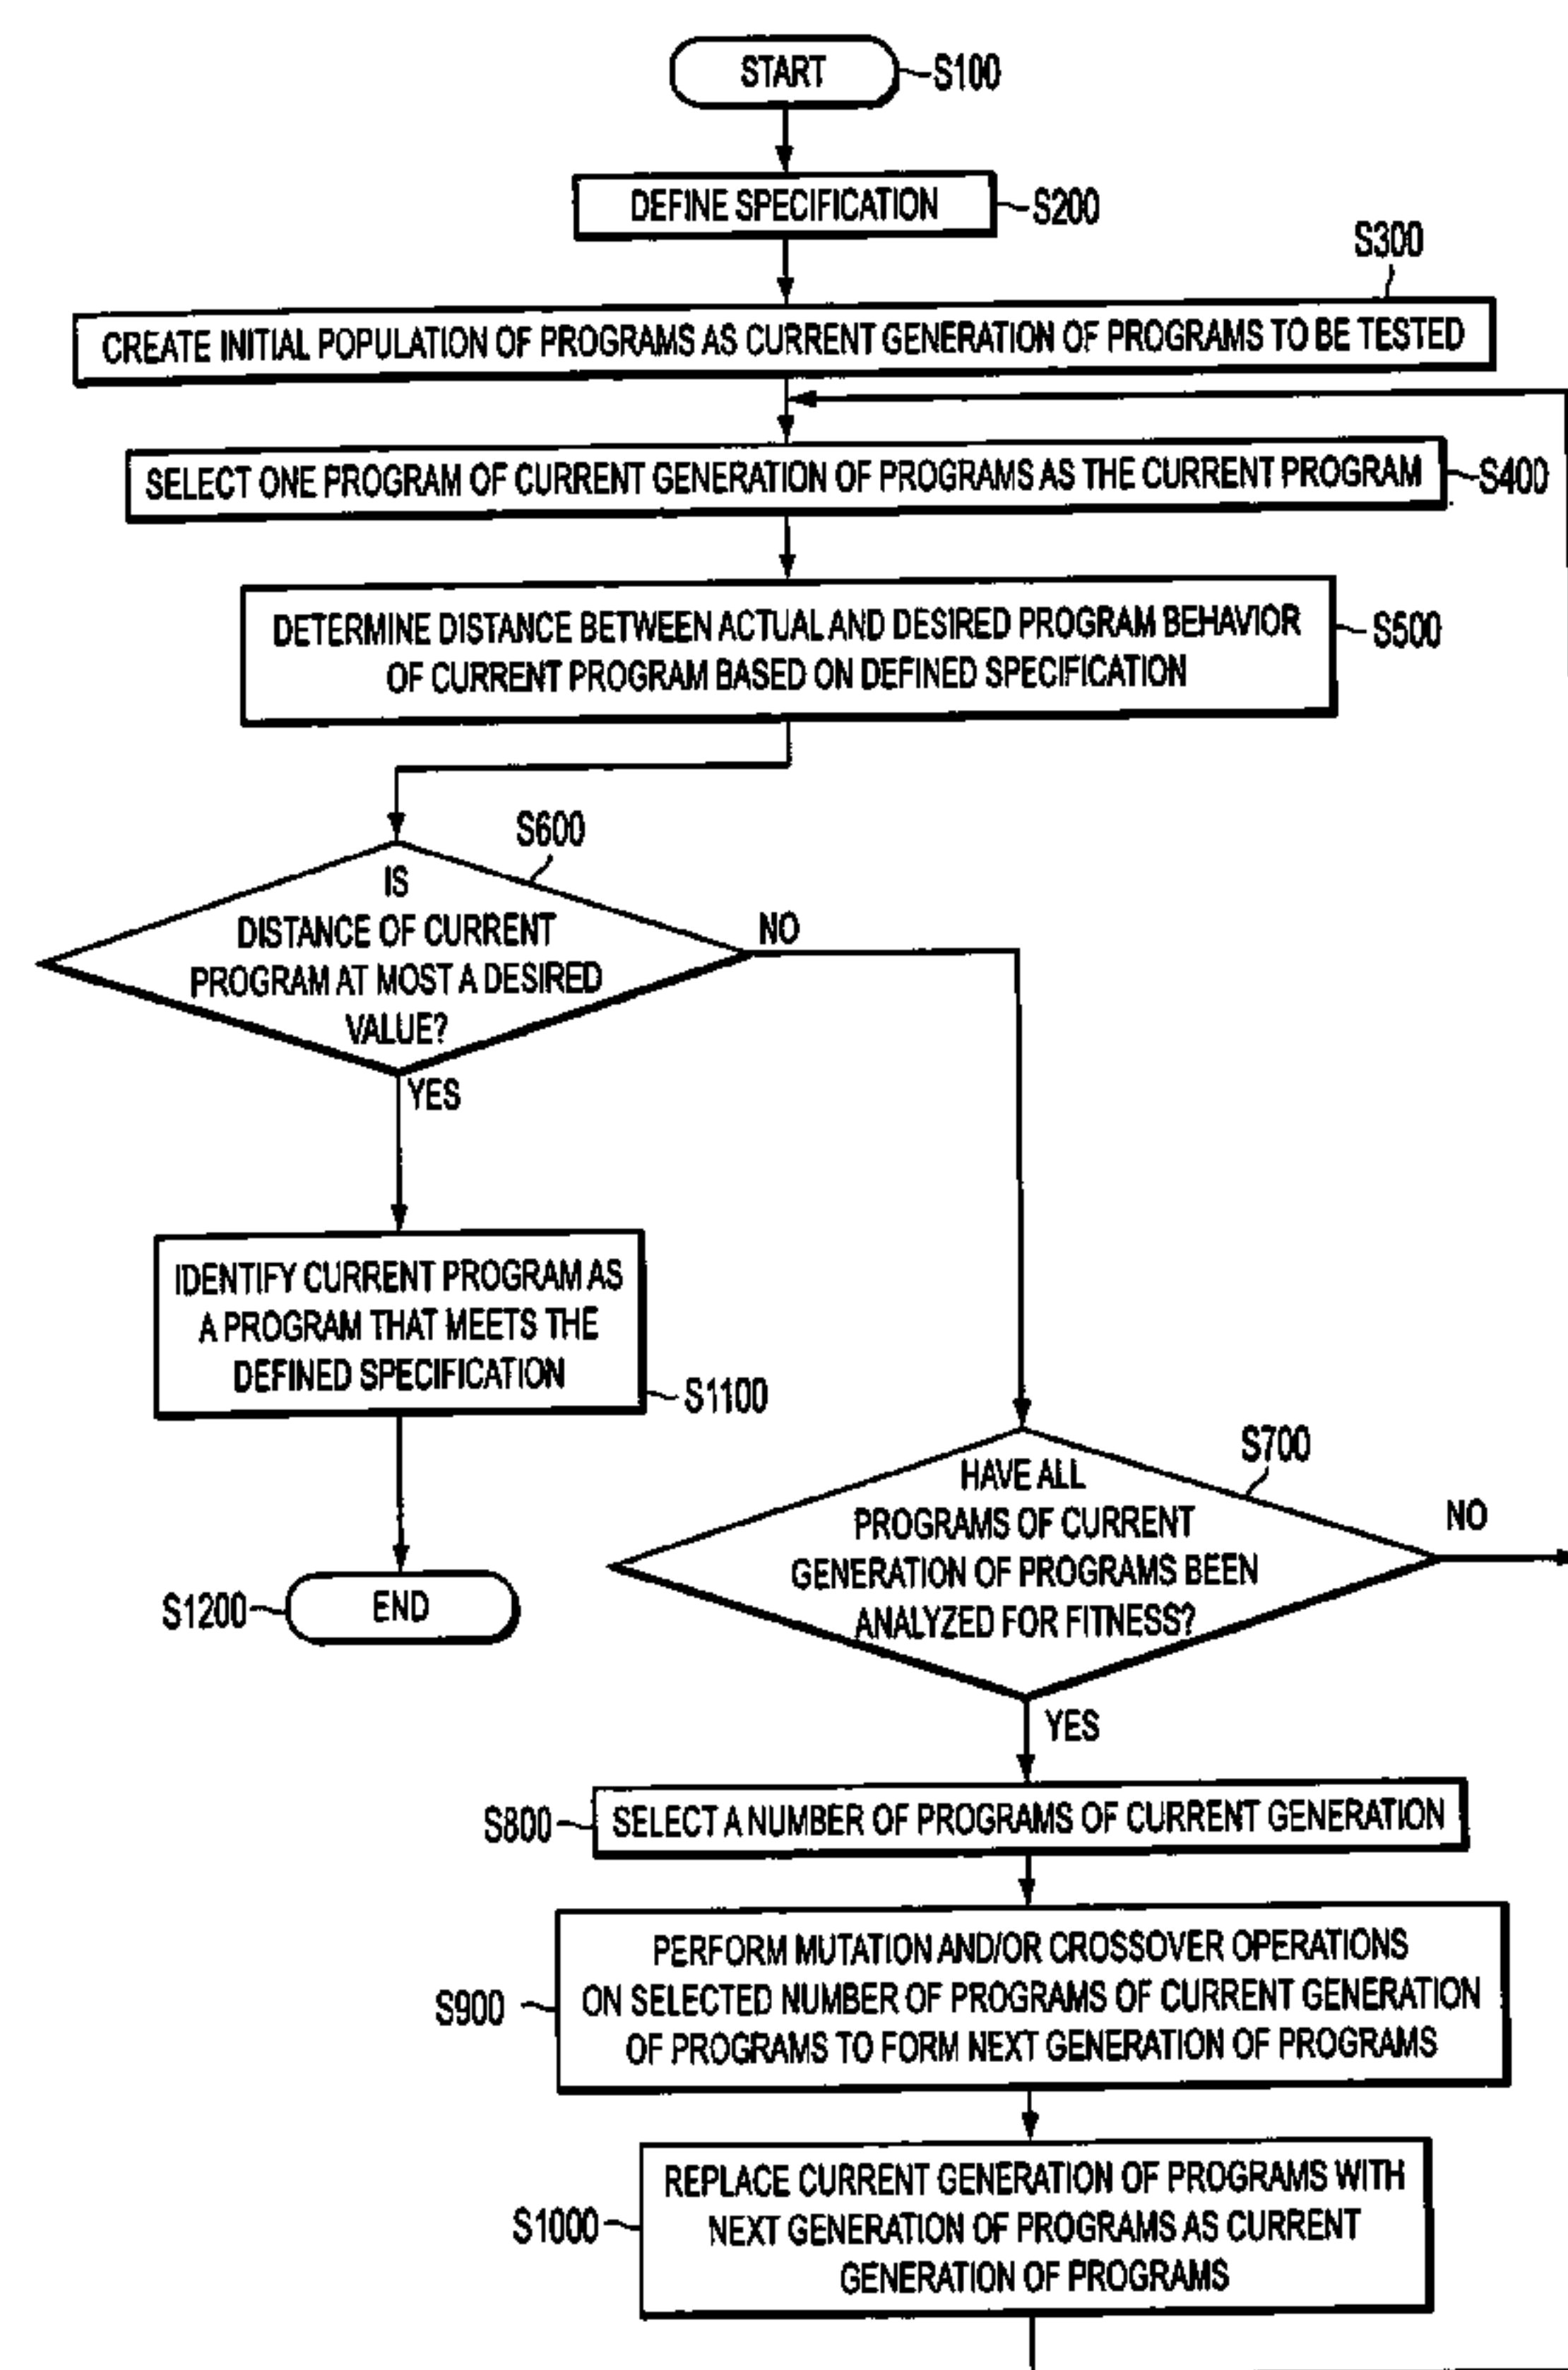 START
S100
DEFINE SPECIFICATION
S200
S300
CREATE INITIAL POPULATION OF PROGRAMS AS CURRENT GENERATION OF PROGRAMS TO BE TESTED
SELECT ONE PROGRAM OF CURRENT GENERATION OF PROGRAMS AS THE CURRENT PROGRAM
S400
DETERMINE DISTANCE BETWEEN ACTUAL AND DESIRED PROGRAM BEHAVIOR
OF CURRENT PROGRAM BASED ON DEFINED SPECIFICATION
S500
S600
IS
DISTANCE OF CURRENT
PROGRAM AT MOST A DESIRED
VALUE?
NO
YES
IDENTIFY CURRENT PROGRAM AS
A PROGRAM THAT MEETS THE
DEFINED SPECIFICATION
S1100
S1200
END
S700
HAVE ALL
PROGRAMS OF CURRENT
GENERATION OF PROGRAMS BEEN
ANALYZED FOR FITNESS?
NO
YES
S800
SELECT A NUMBER OF PROGRAMS OF CURRENT GENERATION
S900
PERFORM MUTATION AND/OR CROSSOVER OPERATIONS
ON SELECTED NUMBER OF PROGRAMS OF CURRENT GENERATION
OF PROGRAMS TO FORM NEXT GENERATION OF PROGRAMS
S1000
REPLACE CURRENT GENERATION OF PROGRAMS WITH
NEXT GENERATION OF PROGRAMS AS CURRENT
GENERATION OF PROGRAMS